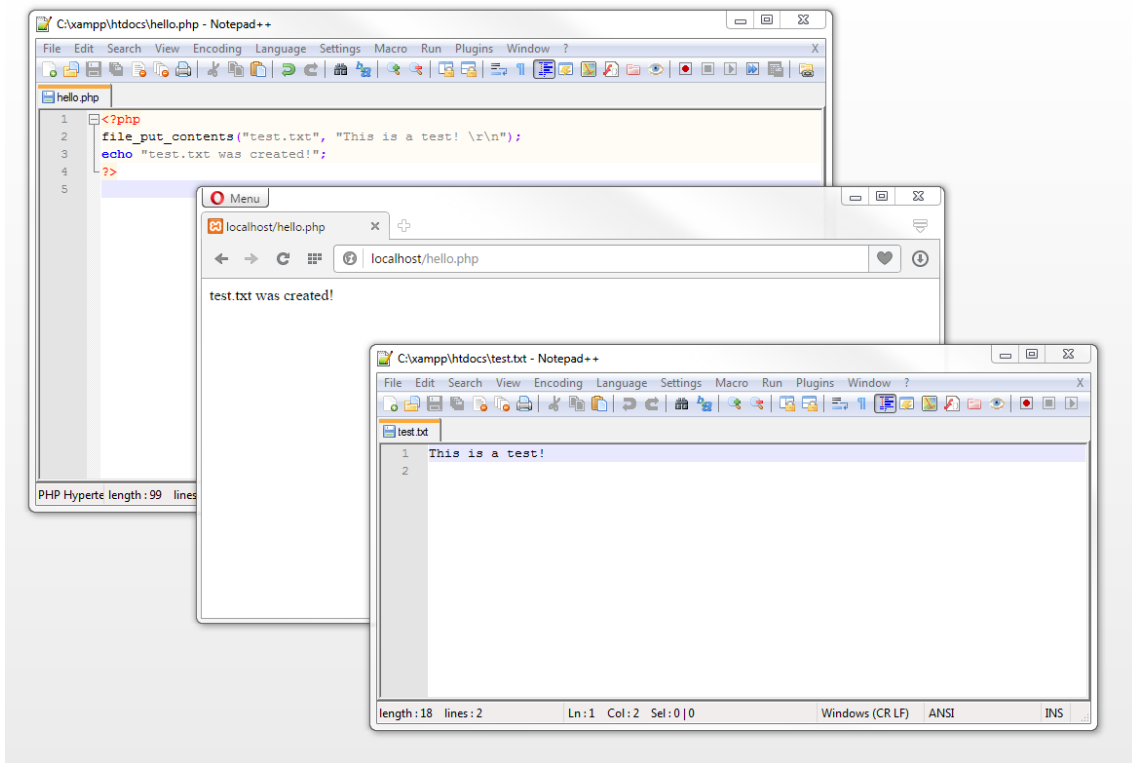 C:\xampp\htdocs\hello.php - Notepad++
File Edit Search View Encoding Language Settings Macro Run Plugins Window ? X
hello.php
1 <?php
2 file_put_contents("test.txt", "This is a test! \r\n");
3 echo "test.txt was created!";
4 ?>
5
PHP Hyperte length : 99 lines
Menu
localhost/hello.php
localhost/hello.php
test.txt was created!
C:\xampp\htdocs\test.txt - Notepad++
File Edit Search View Encoding Language Settings Macro Run Plugins Window ? X
test.txt
1 This is a test!
2
length : 18 lines : 2 Ln : 1 Col : 2 Sel : 0 | 0 Windows (CR LF) ANSI INS